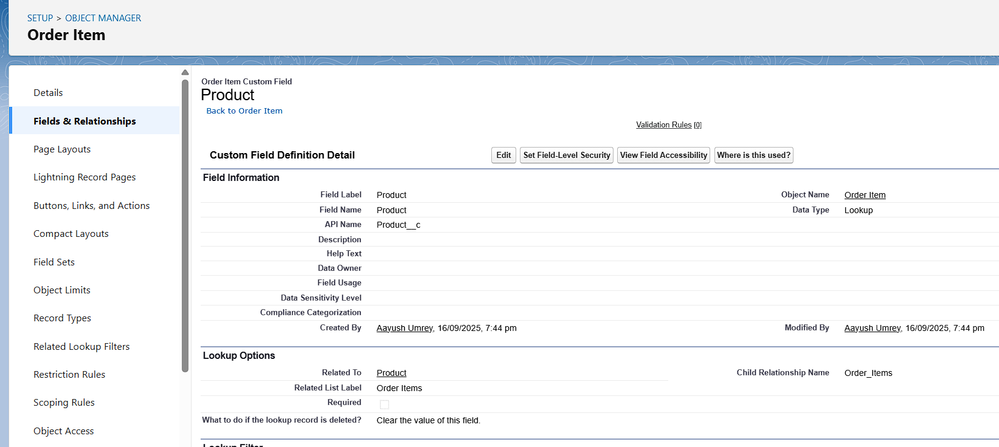 SETUP > OBJECT MANAGER
Order Item
Details
Fields & Relationships
Page Layouts
Lightning Record Pages
Buttons, Links, and Actions
Compact Layouts
Field Sets
Object Limits
Record Types
Related Lookup Filters
Restriction Rules
Scoping Rules
Object Access
Order Item Custom Field
Product
Back to Order Item
Validation Rules [0]
Custom Field Definition Detail Edit Set Field-Level Security View Field Accessibility Where is this used?
Field Information
Field Label Product Object Name Order Item
Field Name Product Data Type Lookup
API Name Product__c
Description
Help Text
Data Owner
Field Usage
Data Sensitivity Level
Compliance Categorization
Created By Aayush Umrey, 16/09/2025, 7:44 pm Modified By Aayush Umrey, 16/09/2025, 7:44 pm
Lookup Options
Related To Product Child Relationship Name Order_Items
Related List Label Order Items
Required
What to do if the lookup record is deleted? Clear the value of this field.
Lookup Filter